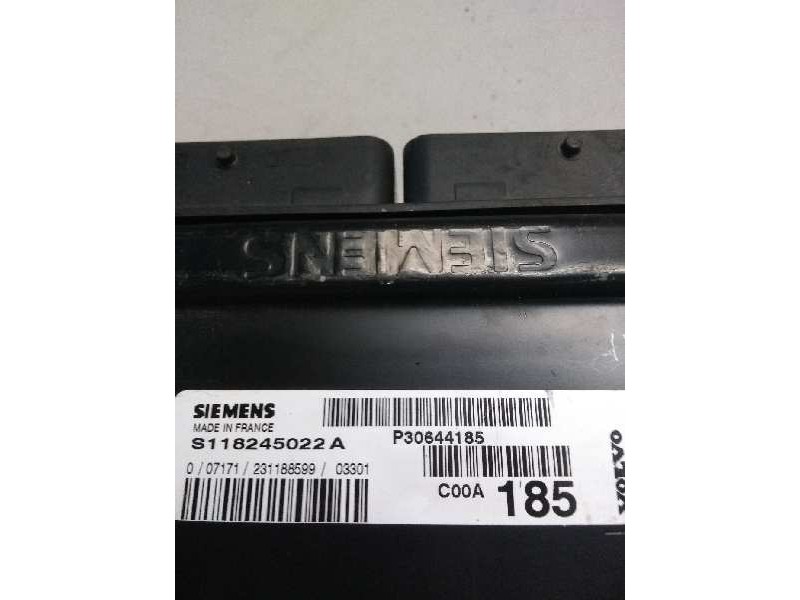 SIEMENS
SIEMENS
MADE IN FRANCE
S118245022 A
P30644185
0 / 07171 / 231188599 / 03301
C00A 185
VOLVO